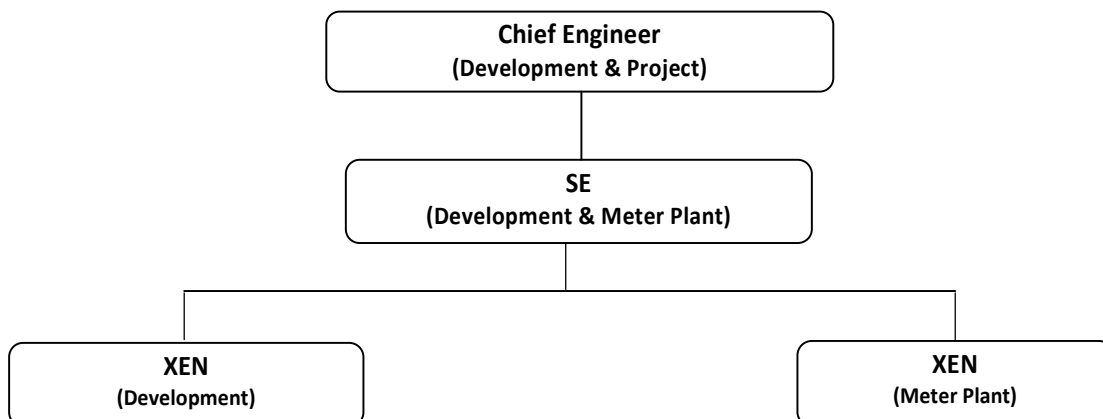 Chief Engineer
(Development & Project)
SE
(Development & Meter Plant)
XEN
(Development)
XEN
(Meter Plant)